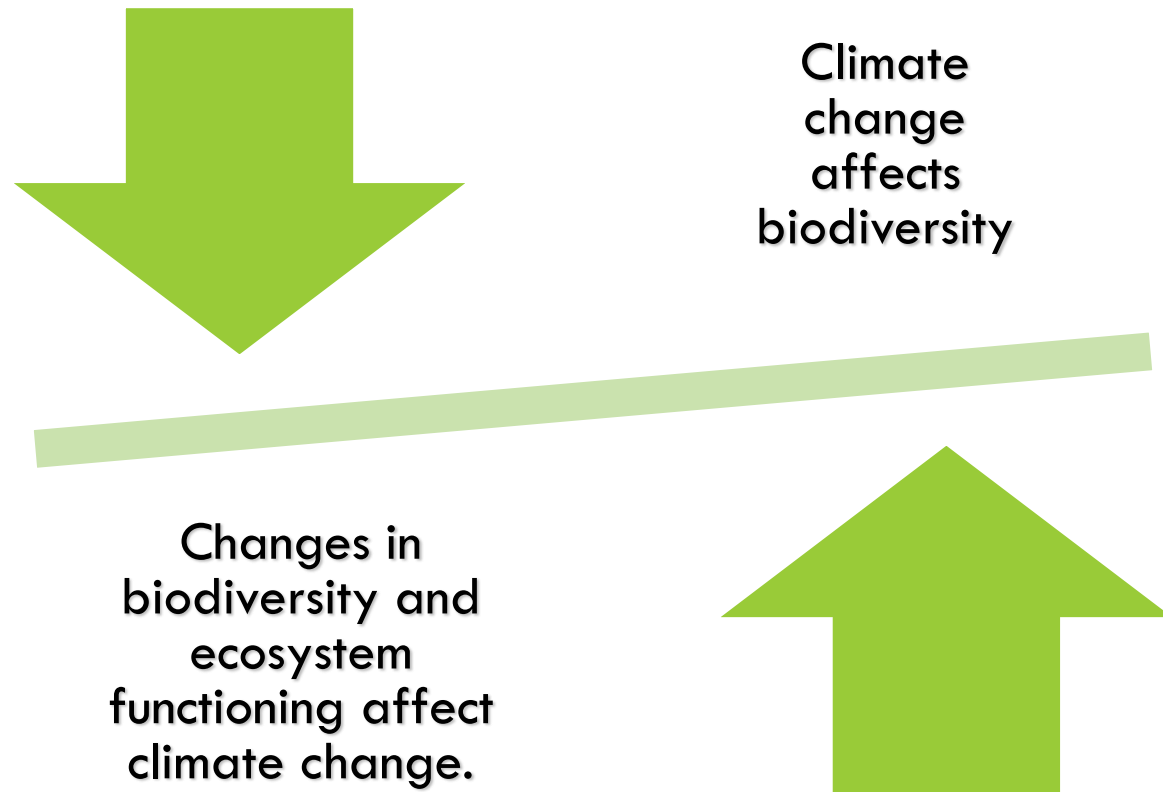 Climate
change
affects
biodiversity
Changes in
biodiversity and
ecosystem
functioning affect
climate change.